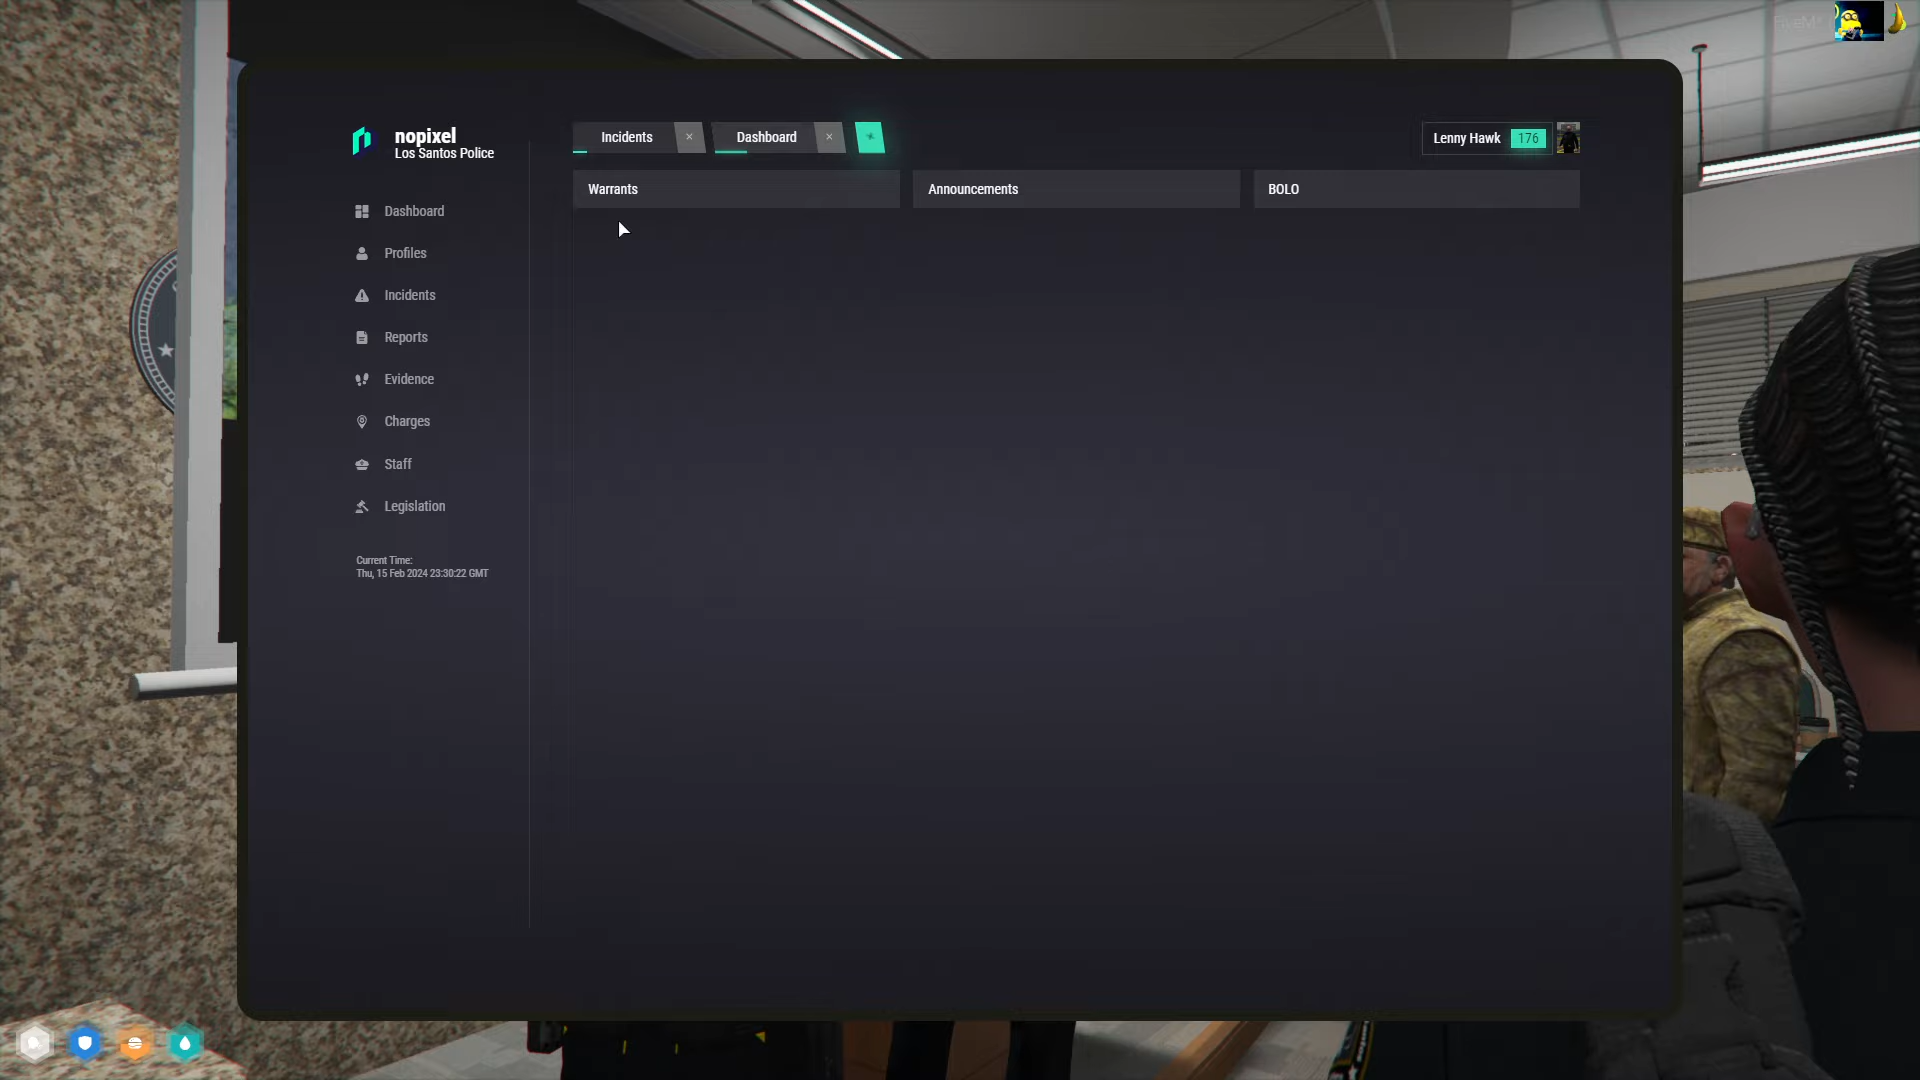 FiveM
nopixel
Los Santos Police
Incidents ×
Dashboard ×
+
Lenny Hawk 176
Warrants
Announcements
BOLO
Dashboard
Profiles
Incidents
Reports
Evidence
Charges
Staff
Legislation
Current Time:
Thu, 15 Feb 2024 23:30:22 GMT